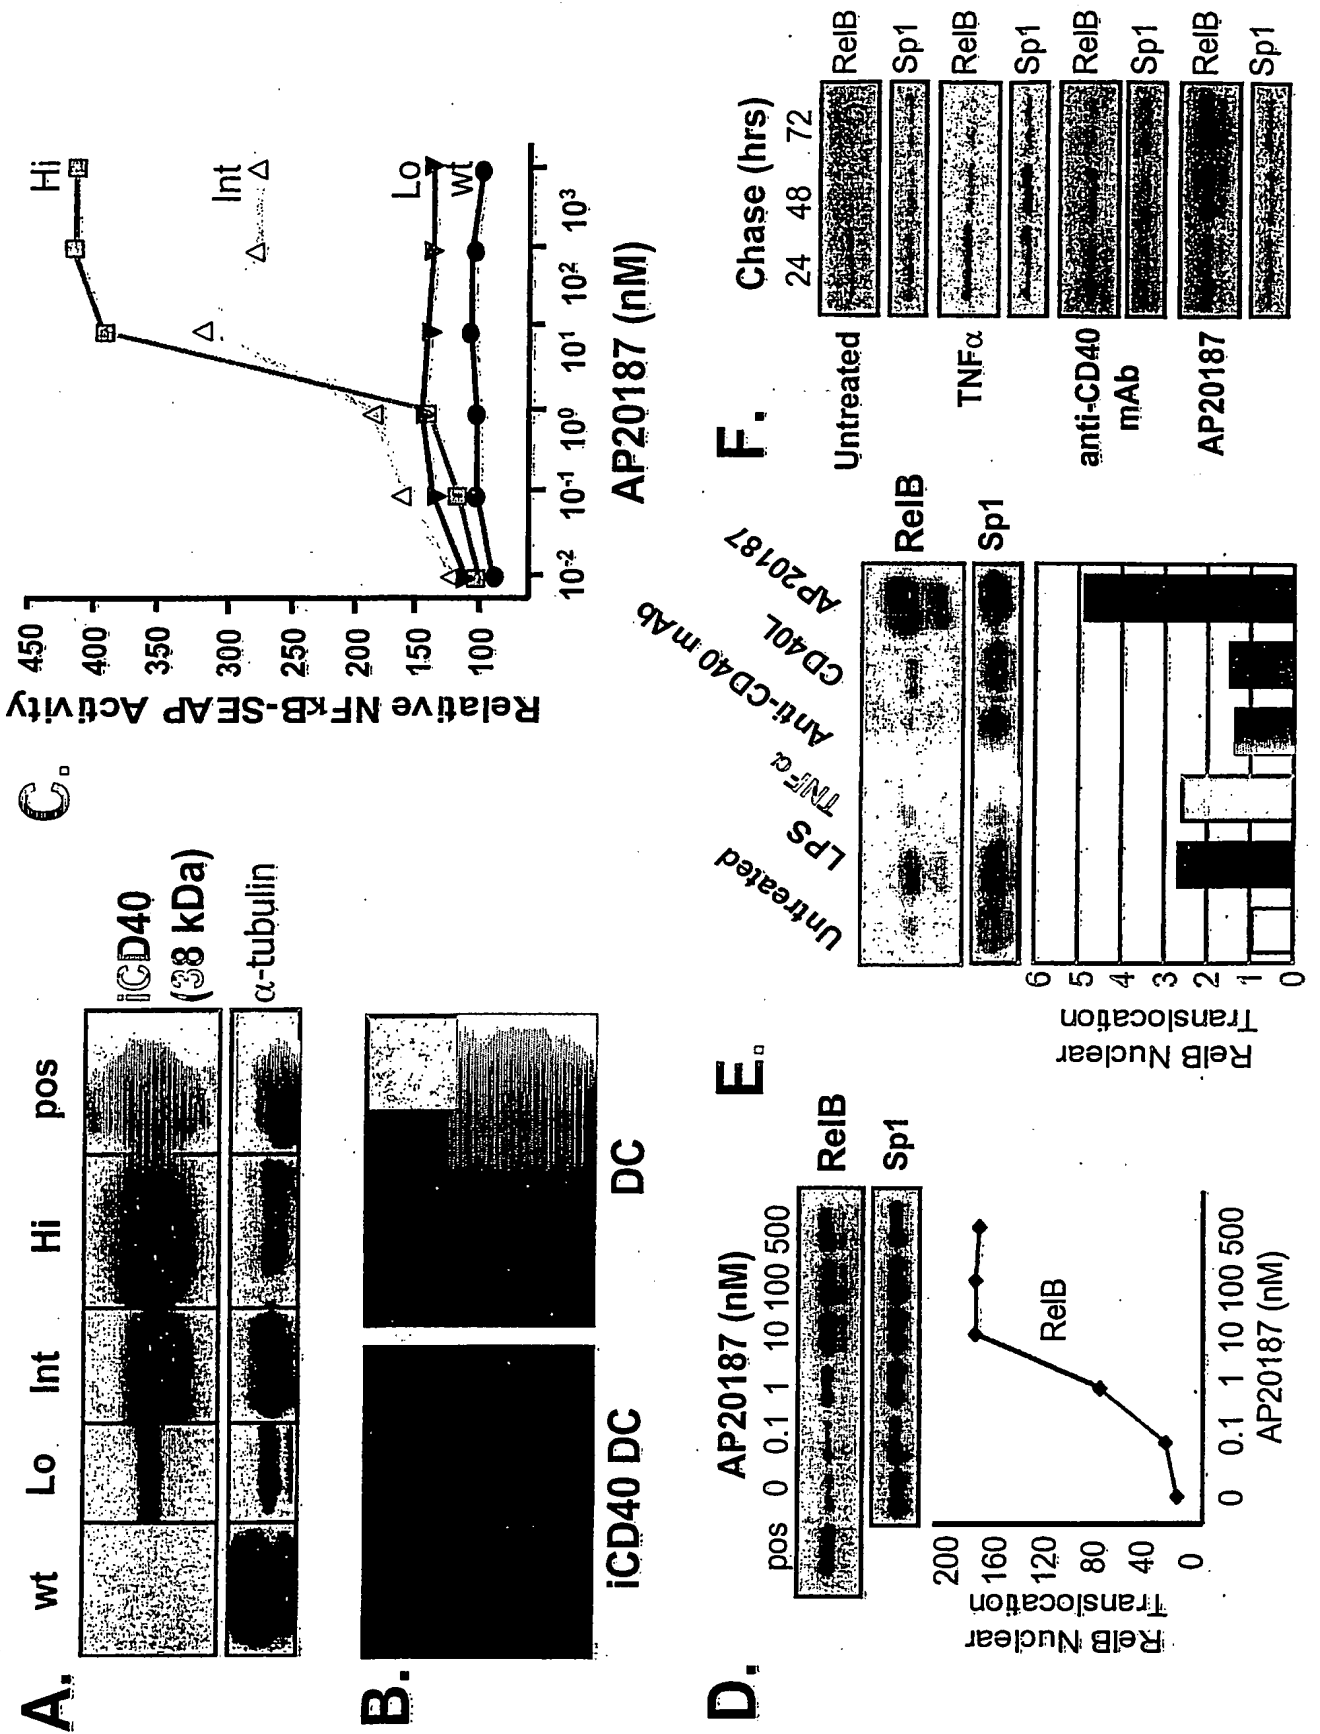 A.
wt Lo Int Hi pos
iCD40
(38 kDa)
α-tubulin
B.
iCD40 DC
DC
C.
Relative NFκB-SEAP Activity
450
400
350
300
250
200
150
100
Hi
Int
Lo
wt
10-2 10-1 100 101 102 103
AP20187 (nM)
D.
AP20187 (nM)
pos 0 0.1 1 10 100 500
RelB
Sp1
RelB Nuclear
Translocation
200
160
120
80
40
0
RelB
0 0.1 1 10 100 500
AP20187 (nM)
E.
Untreated
LPS
TNFα
Anti-CD40 mAb
CD40L
AP20187
RelB
Sp1
RelB Nuclear
Translocation
6
5
4
3
2
1
0
F.
Chase (hrs)
24 48 72
Untreated
RelB
Sp1
TNFα
RelB
Sp1
anti-CD40
mAb
RelB
Sp1
AP20187
RelB
Sp1